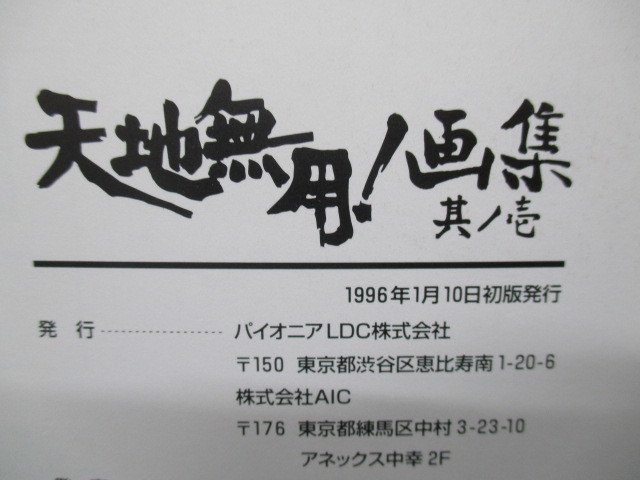 天地無用!画集
其ノ壱
1996年1月10日初版発行
発 行 ………………… パイオニアLDC株式会社
〒150 東京都渋谷区恵比寿南1-20-6
株式会社AIC
〒176 東京都練馬区中村3-23-10
アネックス中幸2F